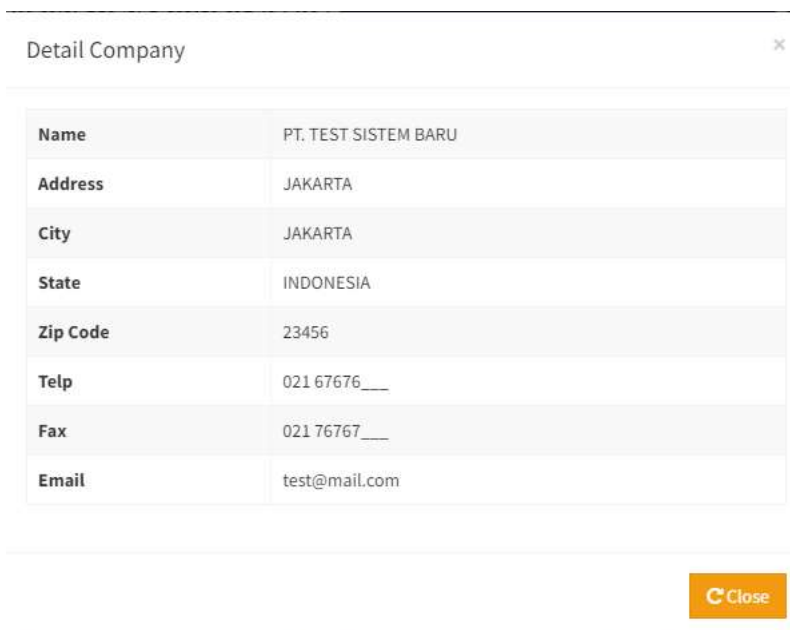 Detail Company ×
Name PT. TEST SISTEM BARU
Address JAKARTA
City JAKARTA
State INDONESIA
Zip Code 23456
Telp 021 67676___
Fax 021 76767___
Email test@mail.com
Close